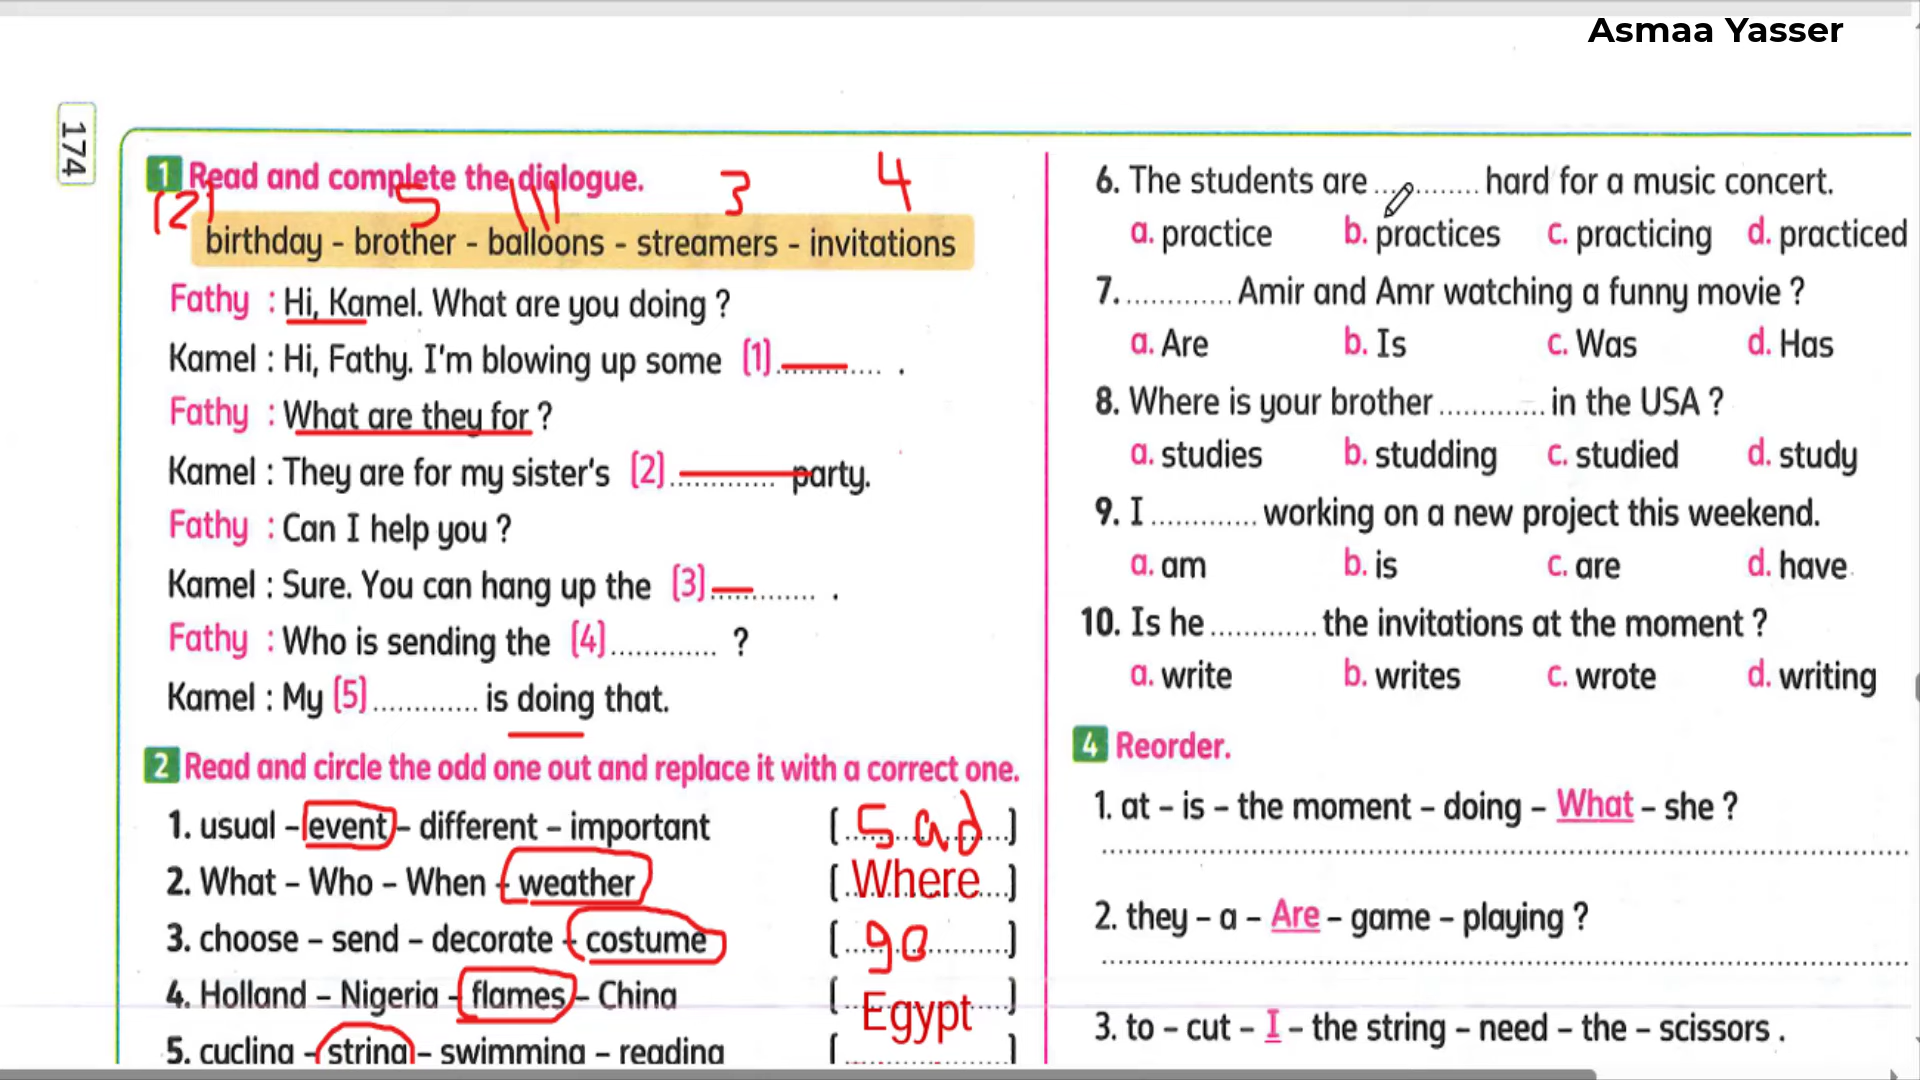 Asmaa Yasser
174
1 Read and complete the dialogue.
(2) 5 3 4
birthday - brother - balloons - streamers - invitations
Fathy : Hi, Kamel. What are you doing ?
Kamel : Hi, Fathy. I'm blowing up some (1) ............ .
Fathy : What are they for ?
Kamel : They are for my sister's (2) ............ party.
Fathy : Can I help you ?
Kamel : Sure. You can hang up the (3) ............ .
Fathy : Who is sending the (4) ............ ?
Kamel : My (5) ............ is doing that.
2 Read and circle the odd one out and replace it with a correct one.
1. usual – event – different – important [ sad ]
2. What – Who – When – weather [ Where ]
3. choose – send – decorate – costume [ go ]
4. Holland – Nigeria – flames – China [ Egypt ]
5. cycling – string – swimming – reading [ ............ ]
6. The students are ............ hard for a music concert.
a. practice b. practices c. practicing d. practiced
7. ............ Amir and Amr watching a funny movie ?
a. Are b. Is c. Was d. Has
8. Where is your brother ............ in the USA ?
a. studies b. studding c. studied d. study
9. I ............ working on a new project this weekend.
a. am b. is c. are d. have
10. Is he ............ the invitations at the moment ?
a. write b. writes c. wrote d. writing
4 Reorder.
1. at – is – the moment – doing – What – she ?
2. they – a – Are – game – playing ?
3. to – cut – I – the string – need – the – scissors .